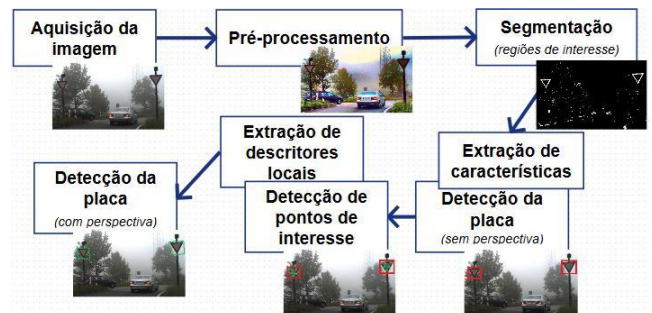 Aquisição da
imagem
Pré-processamento
Segmentação
(regiões de interesse)
Extração de
características
Detecção da
placa
(sem perspectiva)
Detecção de
pontos de
interesse
Extração de
descritores
locais
Detecção da
placa
(com perspectiva)